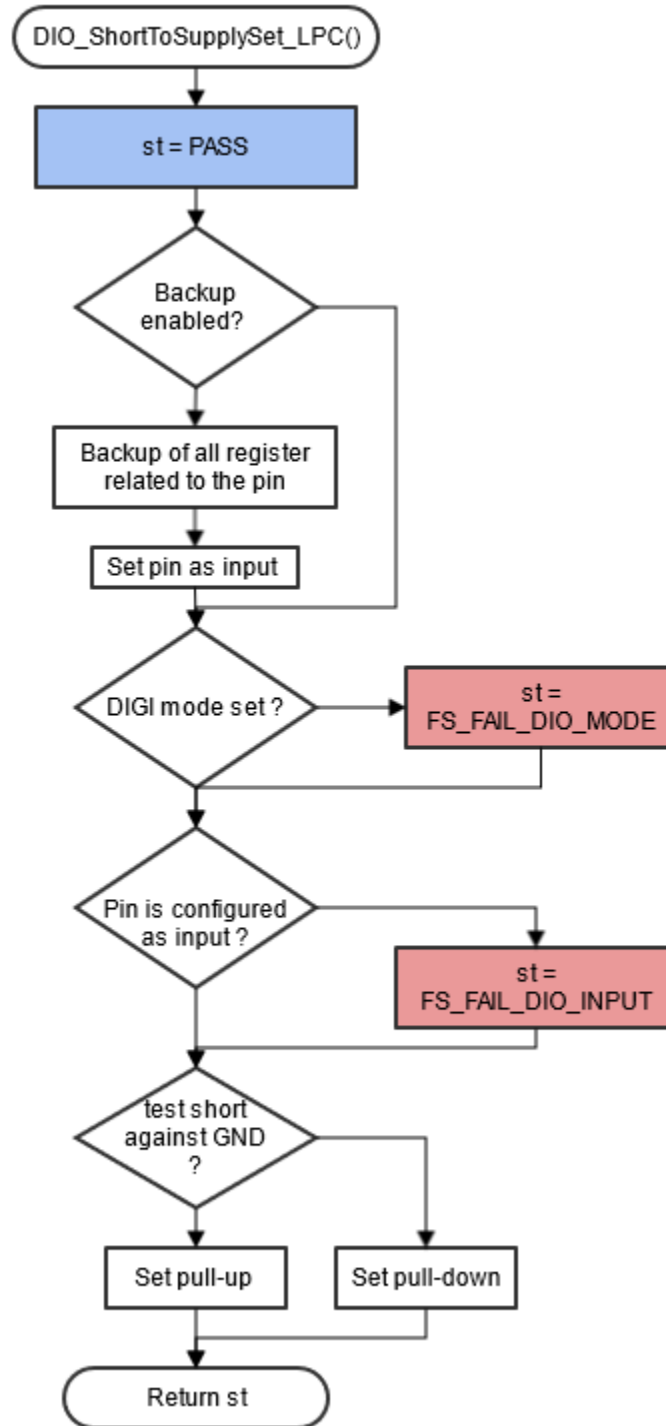 DIO_ShortToSupplySet_LPC()
st = PASS
Backup
enabled?
Backup of all register
related to the pin
Set pin as input
DIGI mode set ?
st =
FS_FAIL_DIO_MODE
Pin is configured
as input ?
st =
FS_FAIL_DIO_INPUT
test short
against GND
?
Set pull-up
Set pull-down
Return st